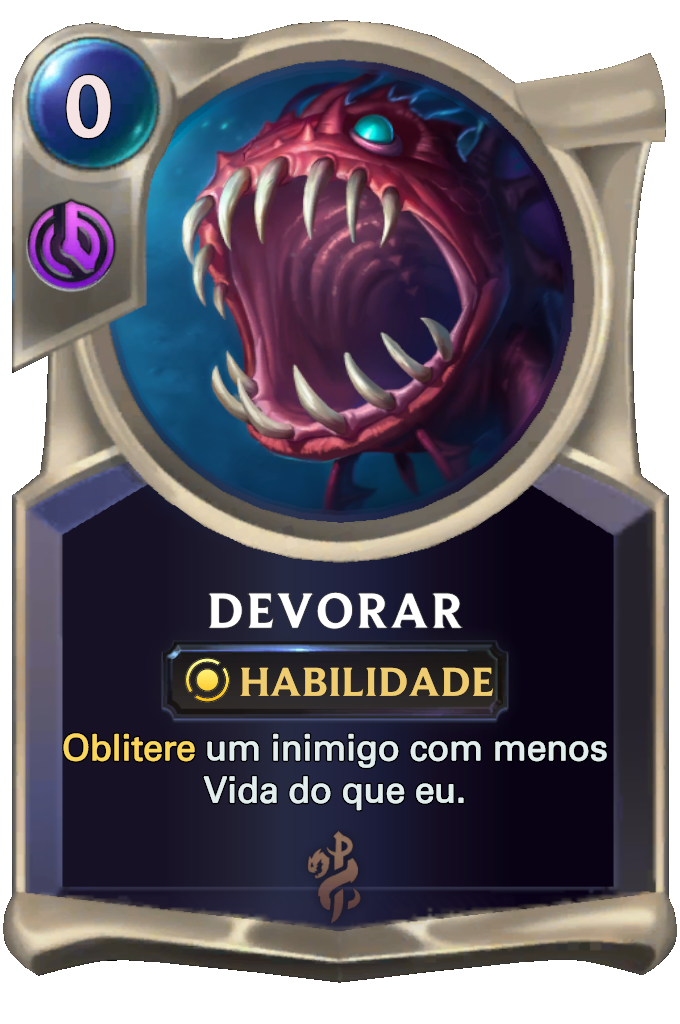 0
DEVORAR
HABILIDADE
Oblitere um inimigo com menos
Vida do que eu.